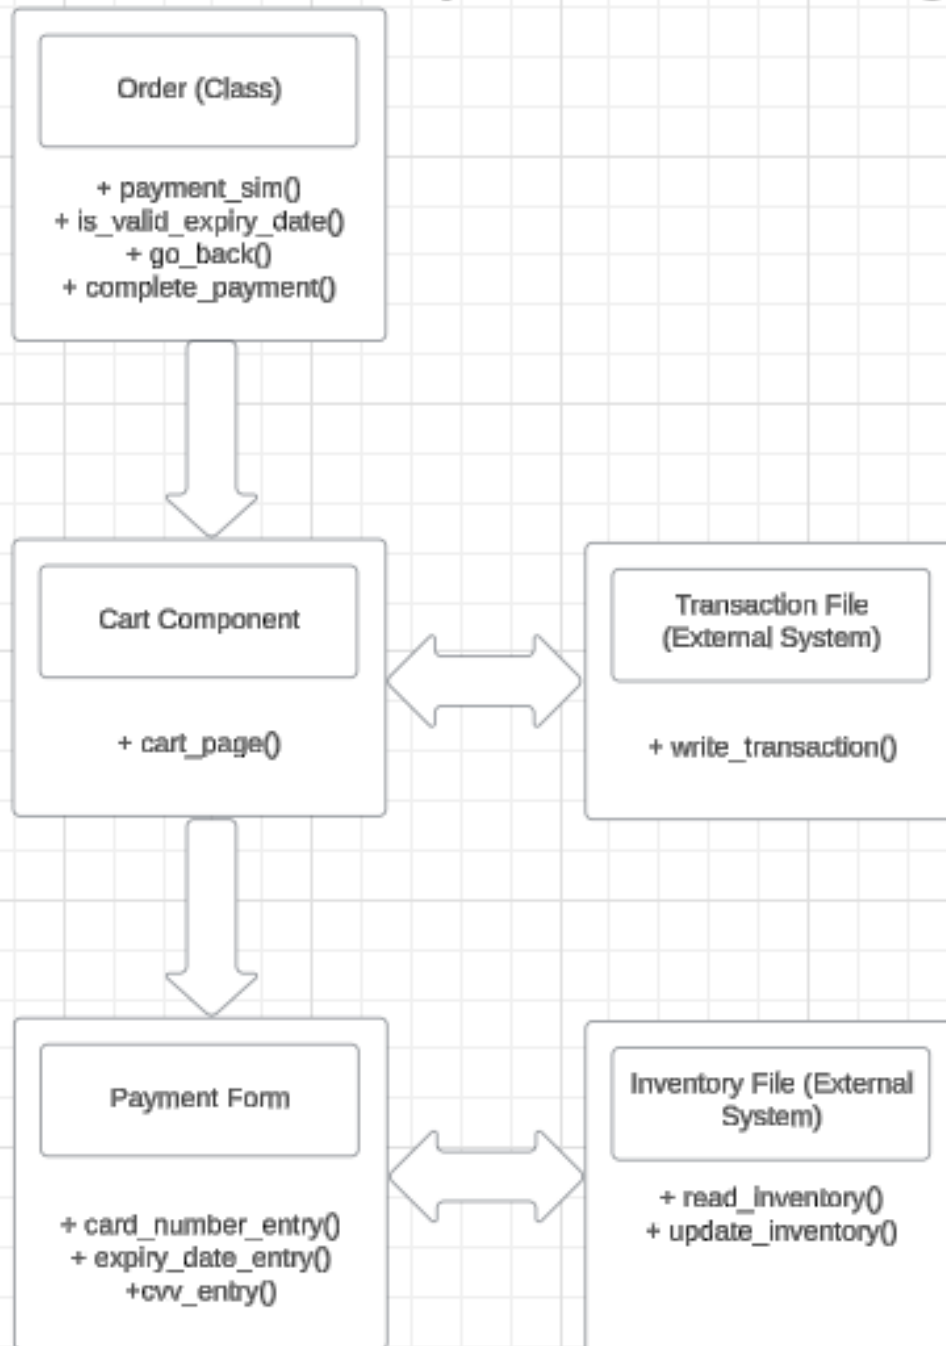 Order (Class)
+ payment_sim()
+ is_valid_expiry_date()
+ go_back()
+ complete_payment()
Cart Component
+ cart_page()
Transaction File
(External System)
+ write_transaction()
Payment Form
+ card_number_entry()
+ expiry_date_entry()
+cvv_entry()
Inventory File (External
System)
+ read_inventory()
+ update_inventory()